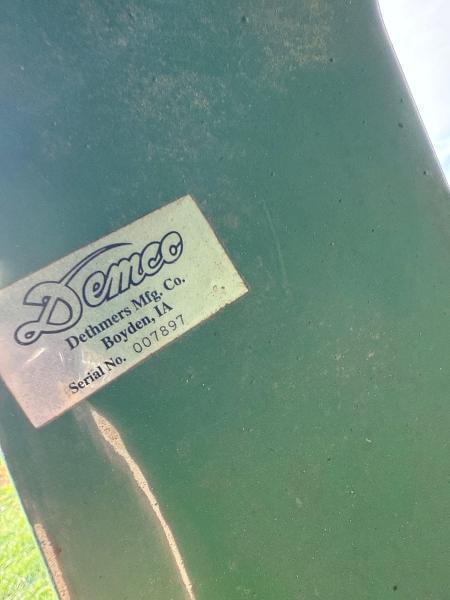 Demco
Dethmers Mfg. Co.
Boyden, IA
Serial No. 007897